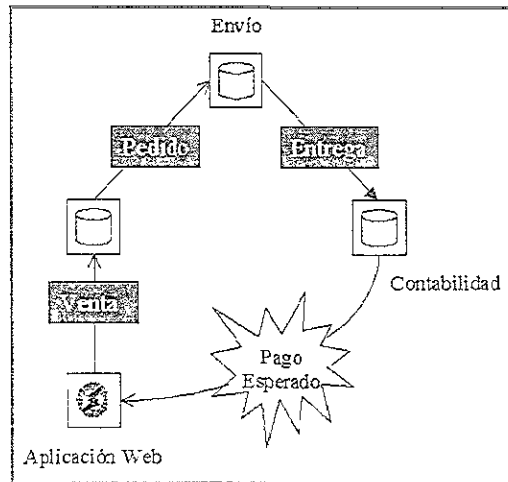 Envío
Pedido
Entrega
Venta
Contabilidad
Pago
Esperado
Aplicación Web